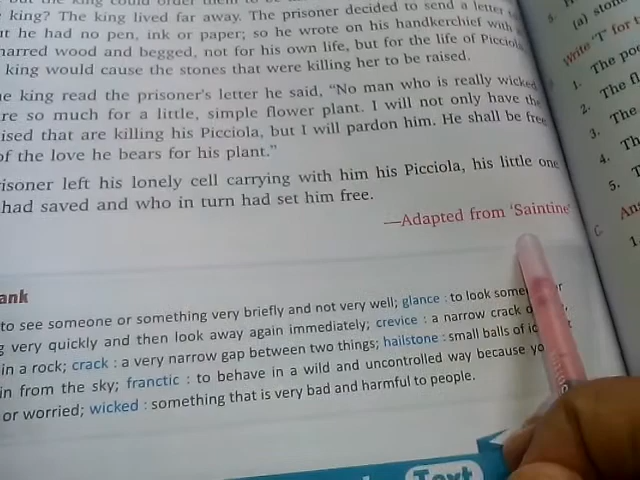 king? The king lived far away. The prisoner decided to send a letter
he had no pen, ink or paper; so he wrote on his handkerchief with
harred wood and begged, not for his own life, but for the life of Picciola
king would cause the stones that were killing her to be raised.
e king read the prisoner's letter he said, "No man who is really wicked
re so much for a little, simple flower plant. I will not only have the
ised that are killing his Picciola, but I will pardon him. He shall be free
of the love he bears for his plant."
risoner left his lonely cell carrying with him his Picciola, his little one
had saved and who in turn had set him free.
—Adapted from 'Saintine'
ank
to see someone or something very briefly and not very well; glance : to look some
g very quickly and then look away again immediately; crevice : a narrow crack
in a rock; crack : a very narrow gap between two things; hailstone : small balls of
in from the sky; franctic : to behave in a wild and uncontrolled way because yo
or worried; wicked : something that is very bad and harmful to people.
Text
(a) ston
Write "T" for
1. The poe
2. The fl
3. The
4. Th
5. T
C. Ans
1.